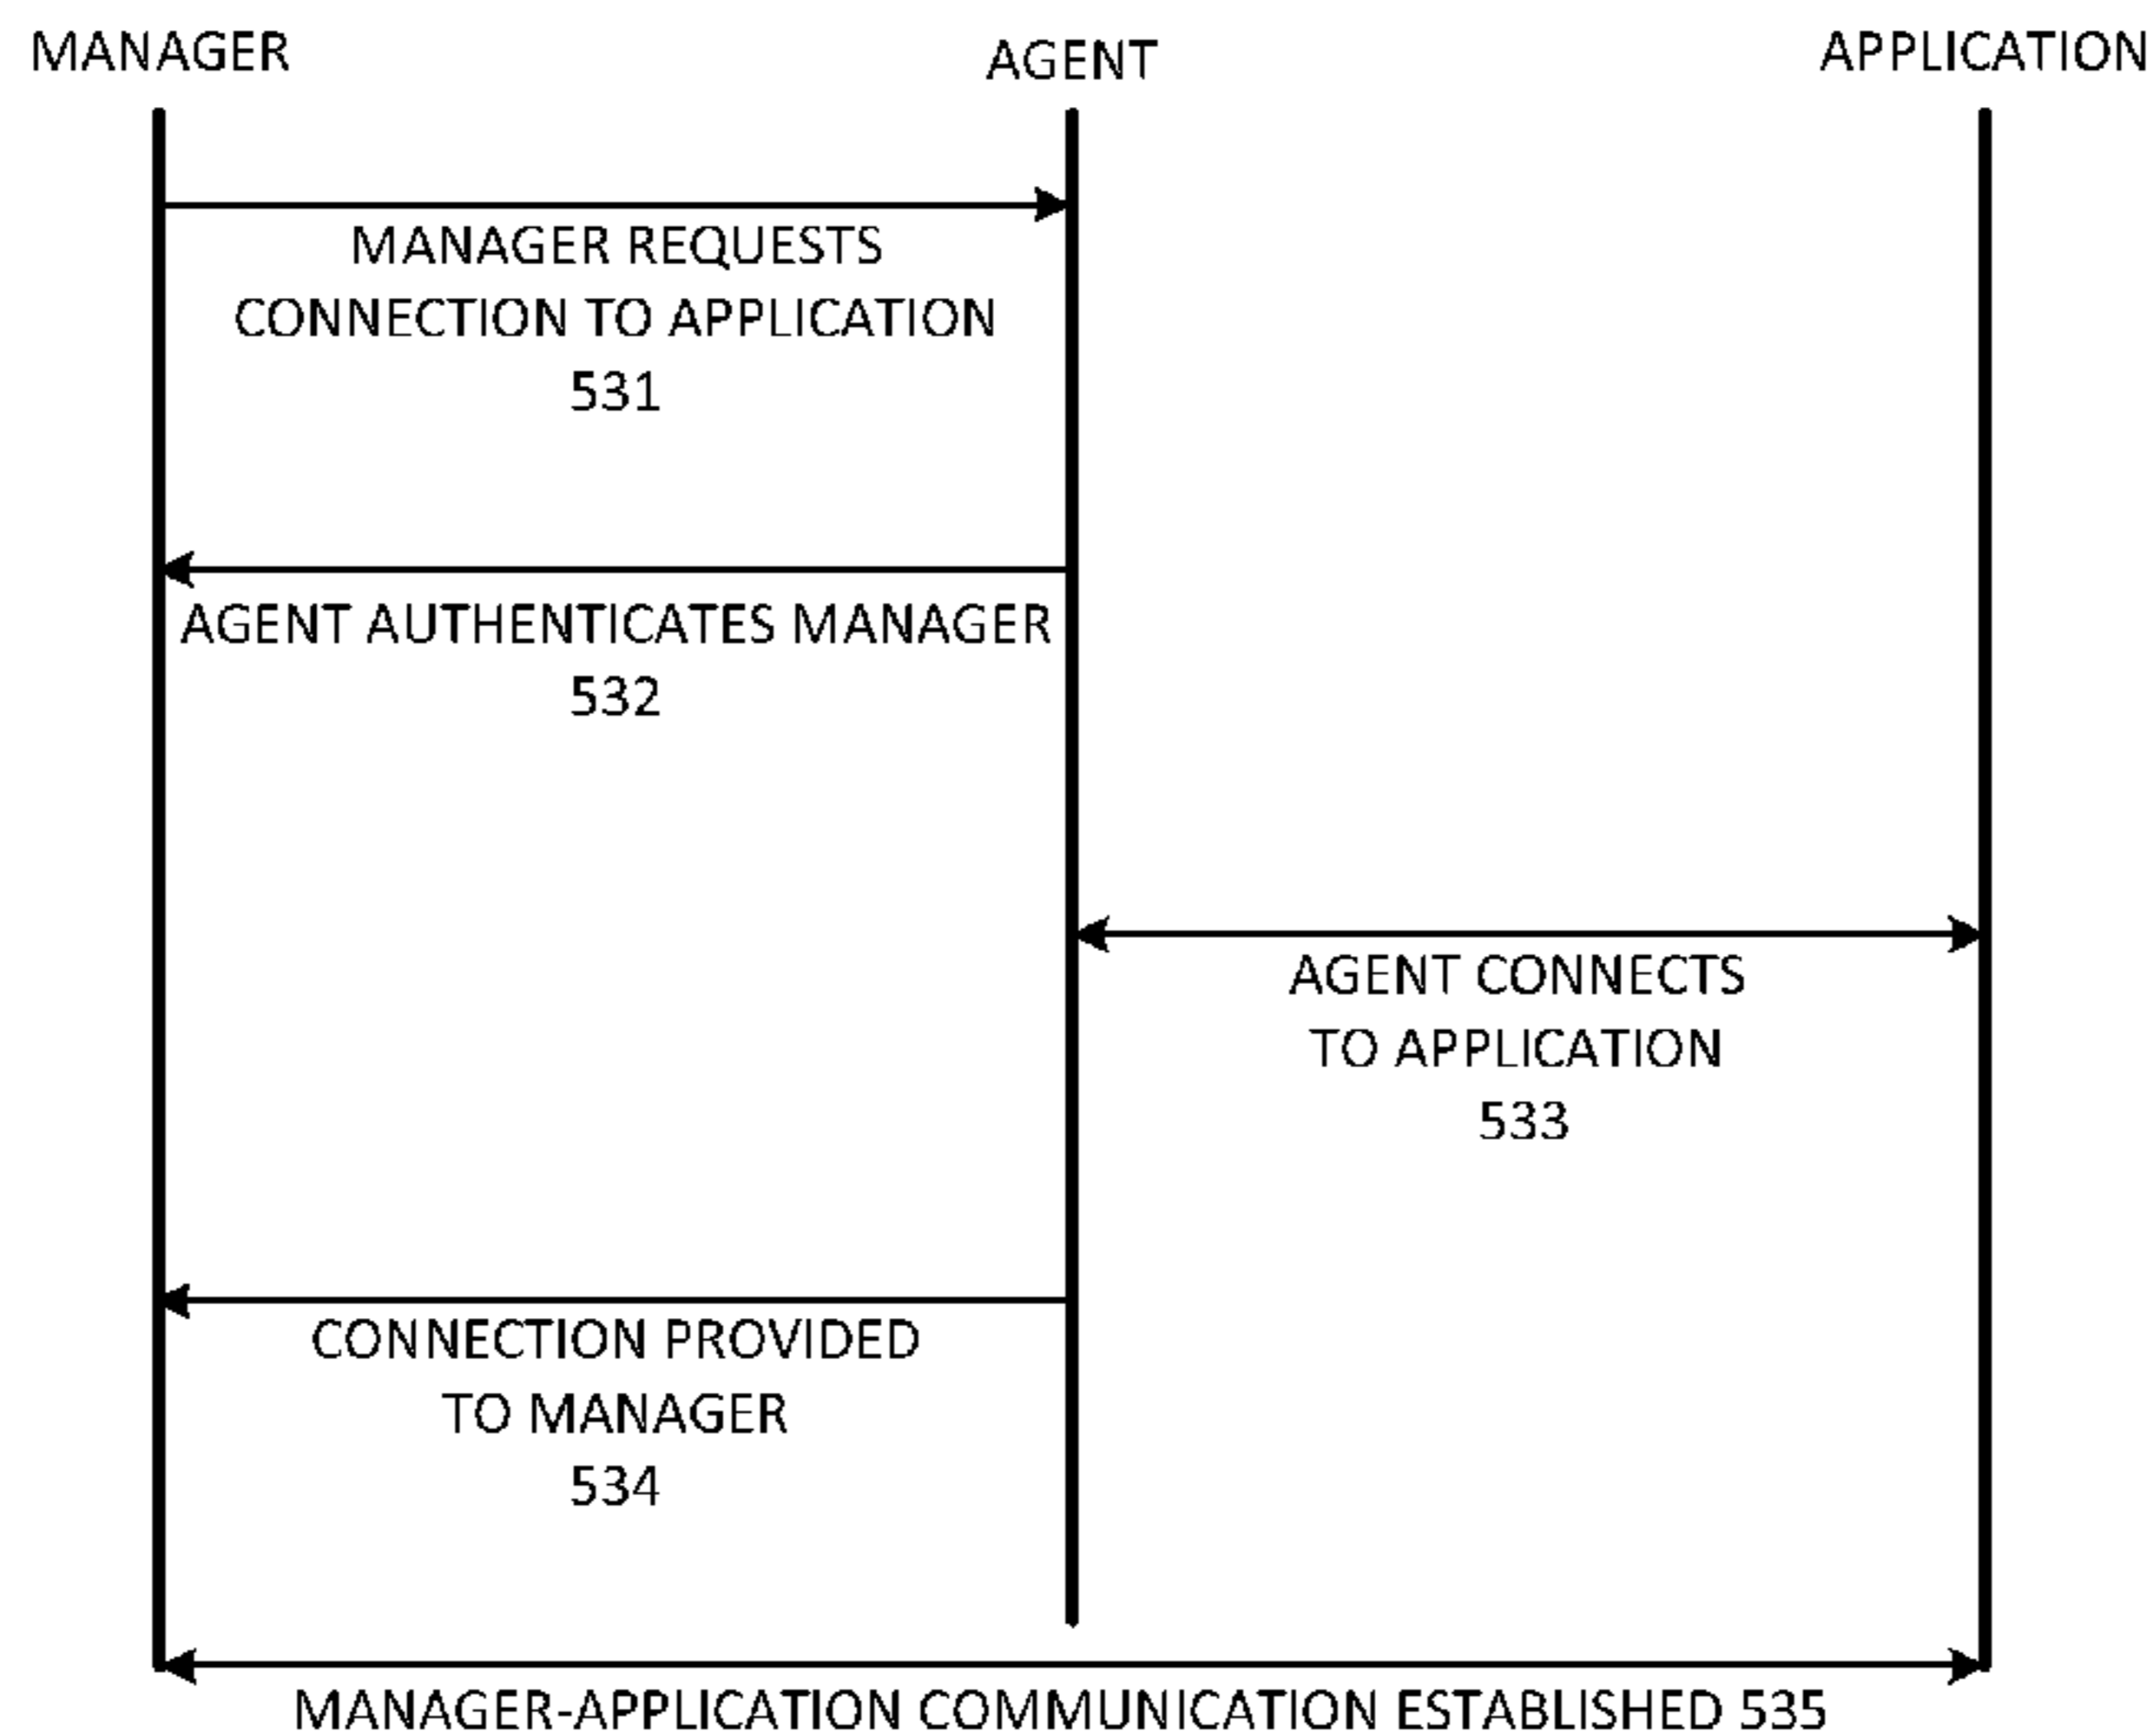 MANAGER
AGENT
APPLICATION
MANAGER REQUESTS
CONNECTION TO APPLICATION
531
AGENT AUTHENTICATES MANAGER
532
AGENT CONNECTS
TO APPLICATION
533
CONNECTION PROVIDED
TO MANAGER
534
MANAGER-APPLICATION COMMUNICATION ESTABLISHED 535